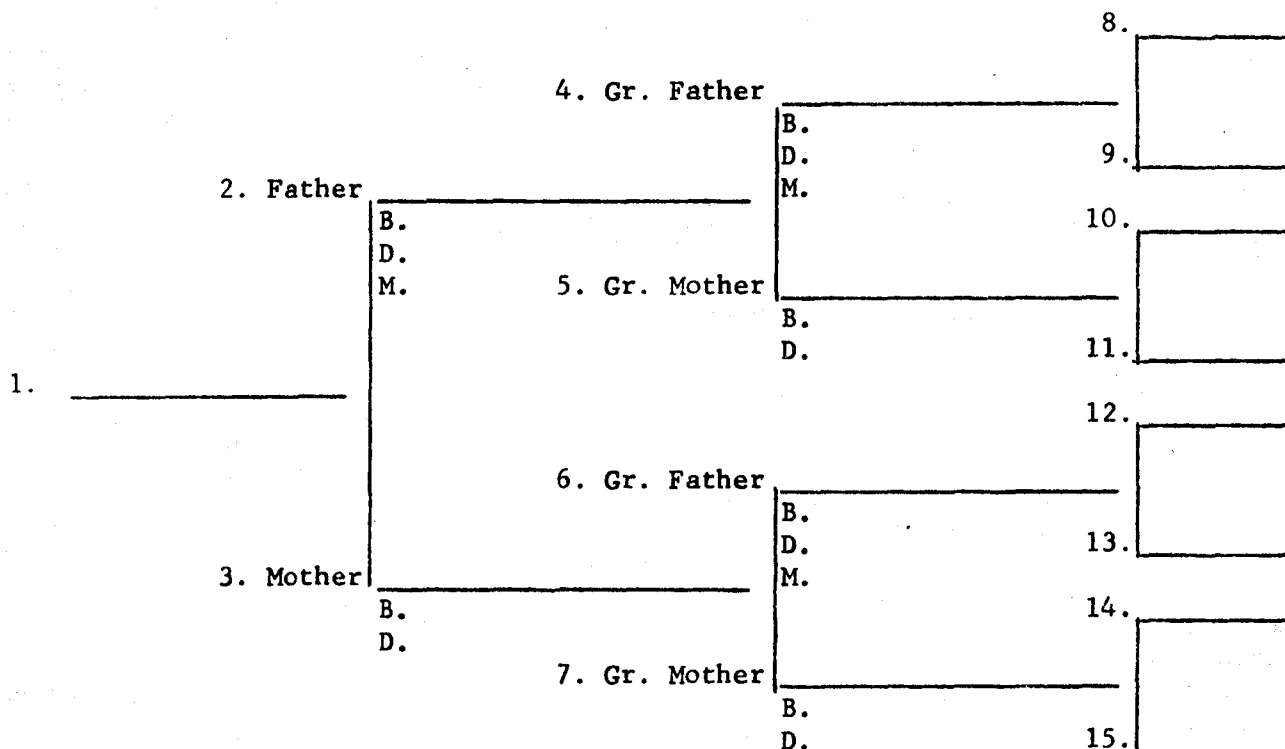 8.
4. Gr. Father
B.
D.
9.
2. Father
M.
B.
10.
D.
M.
5. Gr. Mother
B.
D.
11.
1.
12.
6. Gr. Father
B.
D.
13.
3. Mother
M.
B.
14.
D.
7. Gr. Mother
B.
D.
15.